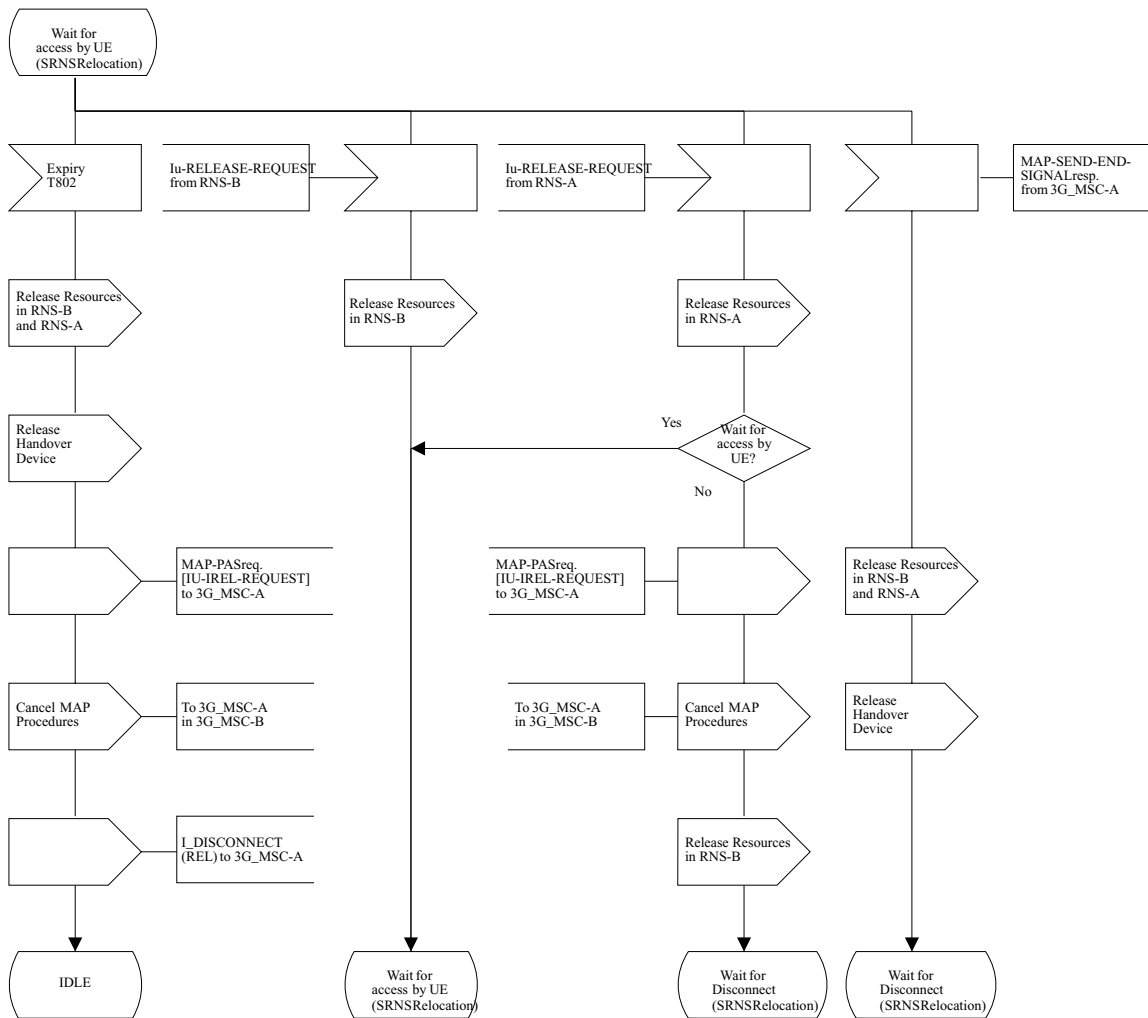 Wait for
access by UE
(SRNSRelocation)
Expiry
T802
Iu-RELEASE-REQUEST
from RNS-B
Iu-RELEASE-REQUEST
from RNS-A
MAP-SEND-END-
SIGNALresp.
from 3G_MSC-A
Release Resources
in RNS-B
and RNS-A
Release Resources
in RNS-B
Release Resources
in RNS-A
Release
Handover
Device
Yes
Wait for
access by
UE?
No
MAP-PASreq.
[IU-IREL-REQUEST]
to 3G_MSC-A
MAP-PASreq.
[IU-IREL-REQUEST]
to 3G_MSC-A
Release Resources
in RNS-B
and RNS-A
Cancel MAP
Procedures
To 3G_MSC-A
in 3G_MSC-B
To 3G_MSC-A
in 3G_MSC-B
Cancel MAP
Procedures
Release
Handover
Device
I_DISCONNECT
(REL) to 3G_MSC-A
Release Resources
in RNS-B
IDLE
Wait for
access by UE
(SRNSRelocation)
Wait for
Disconnect
(SRNSRelocation)
Wait for
Disconnect
(SRNSRelocation)